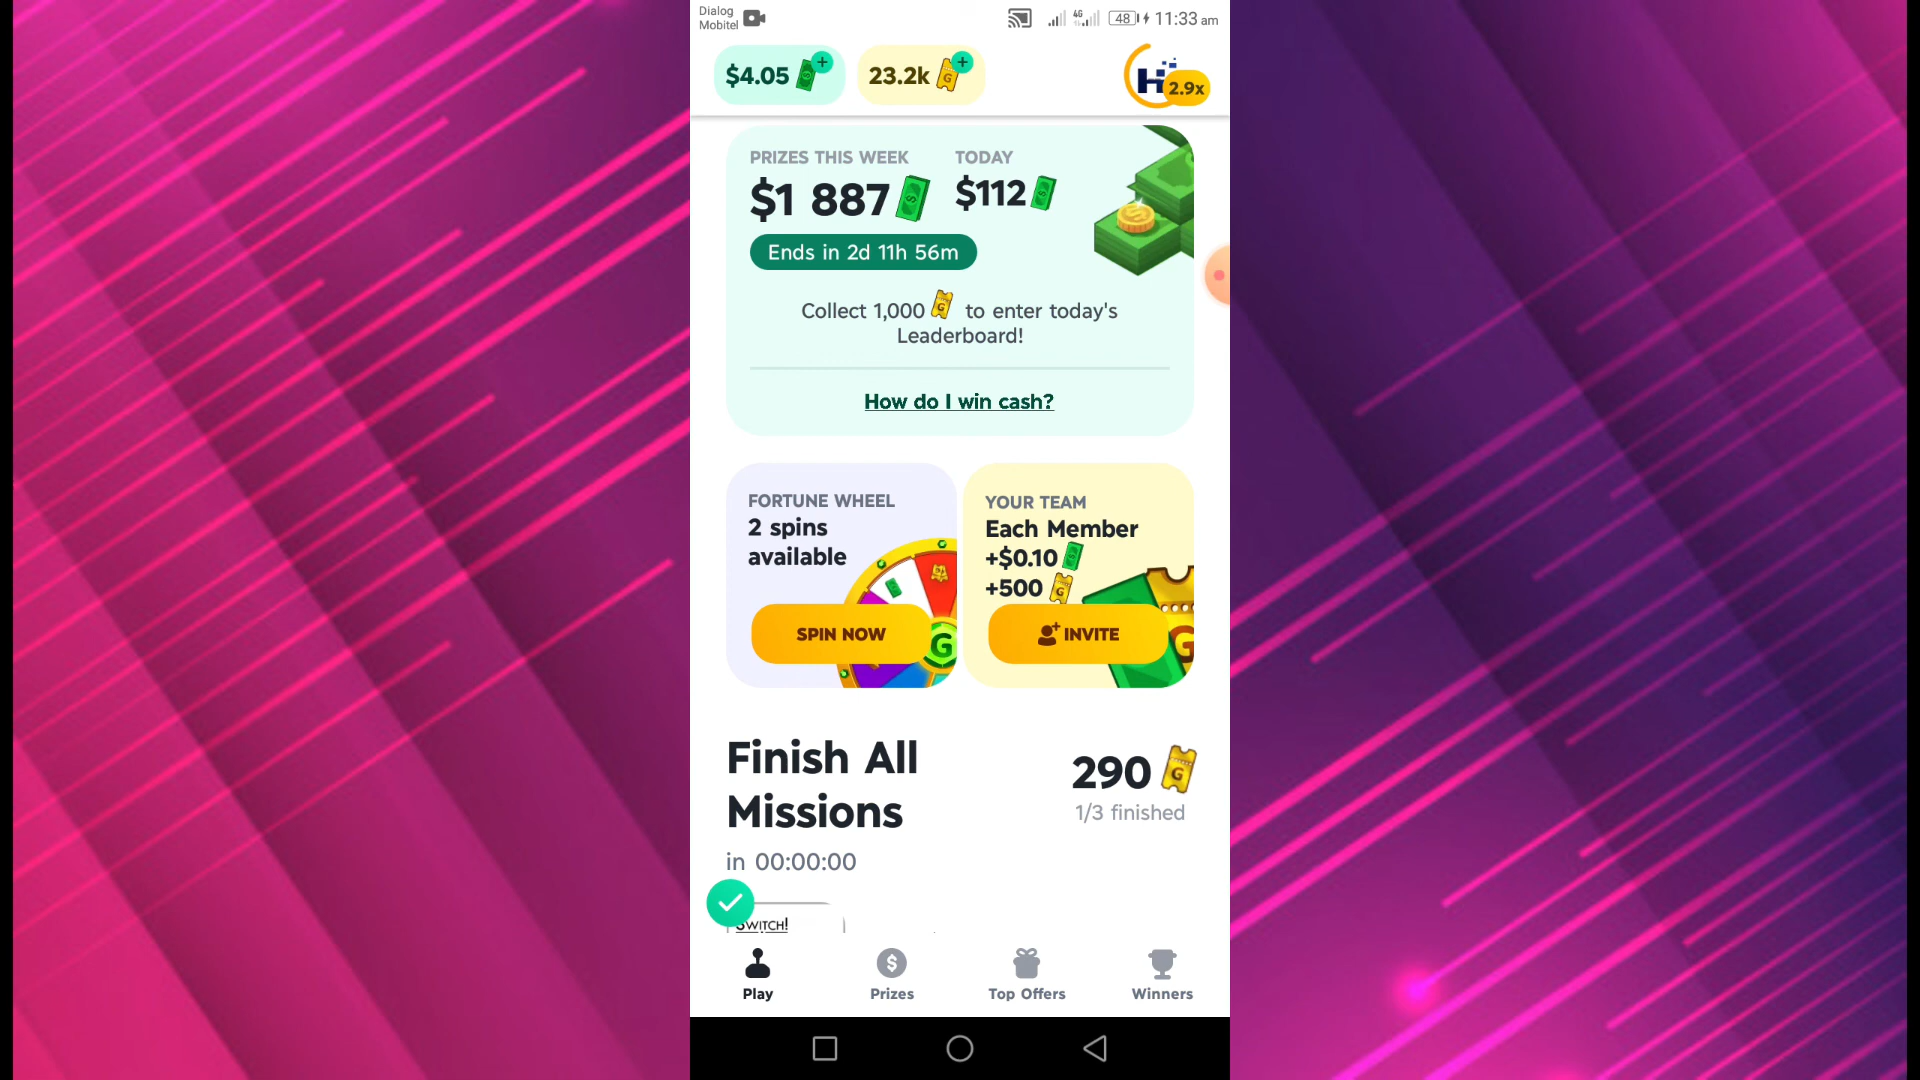 Dialog
Mobitel
4G
48
11:33 am
$4.05
23.2k
H
2.9x
PRIZES THIS WEEK
TODAY
$1 887
$112
Ends in 2d 11h 56m
Collect 1,000 G to enter today's
Leaderboard!
How do I win cash?
FORTUNE WHEEL
2 spins
available
SPIN NOW
G
YOUR TEAM
Each Member
+$0.10
+500
INVITE
Finish All
Missions
290
1/3 finished
in 00:00:00
SWITCH!
Play
Prizes
Top Offers
Winners